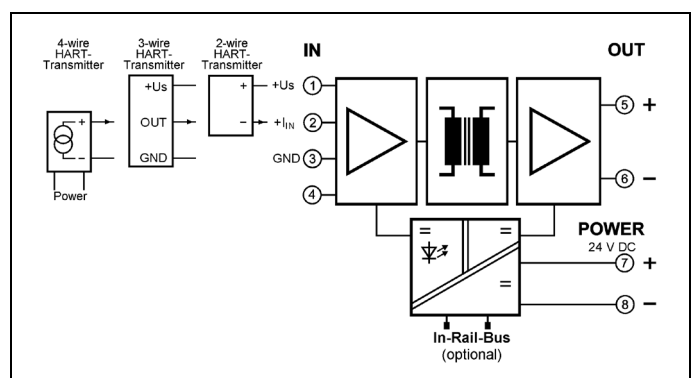 4-wire
HART-
Transmitter
3-wire
HART-
Transmitter
2-wire
HART-
Transmitter
IN
OUT
+Us
OUT
GND
+
−
+
−
Power
+Us
1
+IIN
2
GND
3
4
5 +
6 −
POWER
24 V DC
7 +
8 −
=
=
=
In-Rail-Bus
(optional)